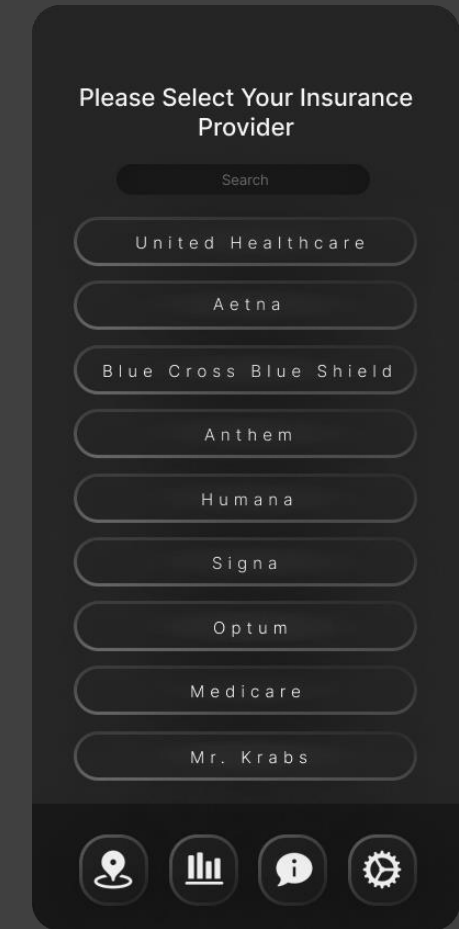 Please Select Your Insurance
Provider
Search
United Healthcare
Aetna
Blue Cross Blue Shield
Anthem
Humana
Signa
Optum
Medicare
Mr. Krabs